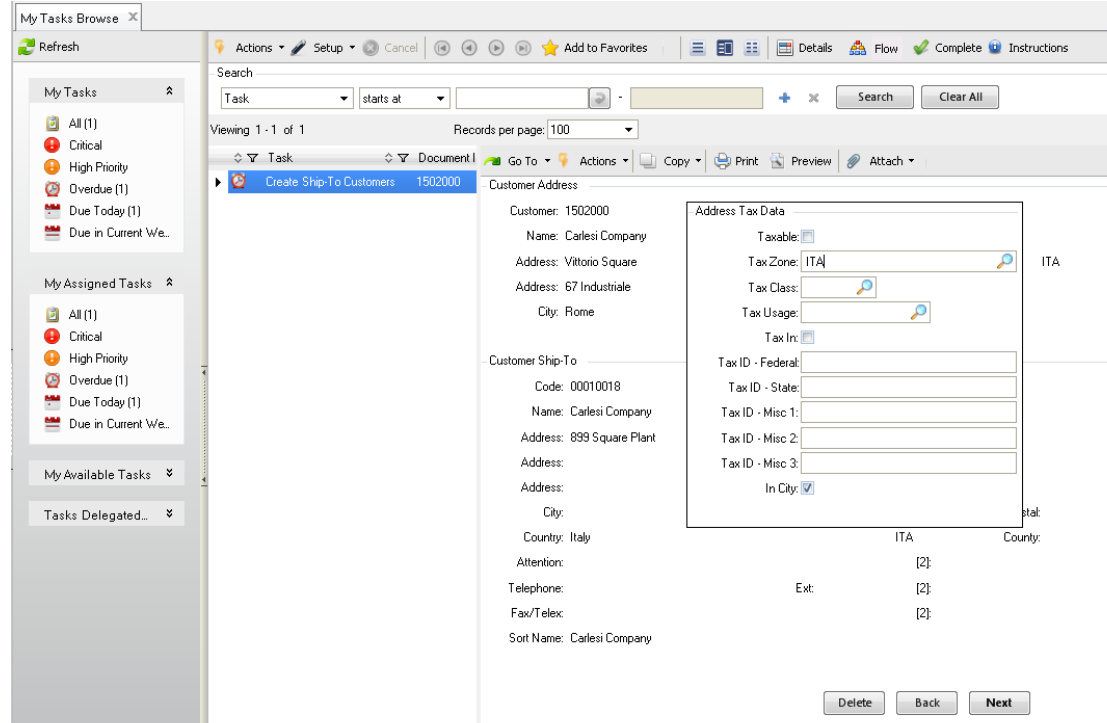 My Tasks Browse
Refresh
Actions Setup Cancel Add to Favorites Details Flow Complete Instructions
Search
Task starts at - Search Clear All
Viewing 1 - 1 of 1 Records per page: 100
My Tasks
All (1)
Critical
High Priority
Overdue (1)
Due Today (1)
Due in Current We..
My Assigned Tasks
All (1)
Critical
High Priority
Overdue (1)
Due Today (1)
Due in Current We..
My Available Tasks
Tasks Delegated...
Task Document I
Create Ship-To Customers 1502000
Go To Actions Copy Print Preview Attach
Customer Address
Customer: 1502000
Name: Carlesi Company
Address: Vittorio Square ITA
Address: 67 Industriale
City: Rome
Address Tax Data
Taxable:
Tax Zone: ITA
Tax Class:
Tax Usage:
Tax In:
Tax ID - Federal:
Tax ID - State:
Tax ID - Misc 1:
Tax ID - Misc 2:
Tax ID - Misc 3:
In City:
Customer Ship-To
Code: 00010018
Name: Carlesi Company
Address: 899 Square Plant
Address:
Address:
City: stal:
Country: Italy ITA County:
Attention: [2]:
Telephone: Ext: [2]:
Fax/Telex: [2]:
Sort Name: Carlesi Company
Delete Back Next